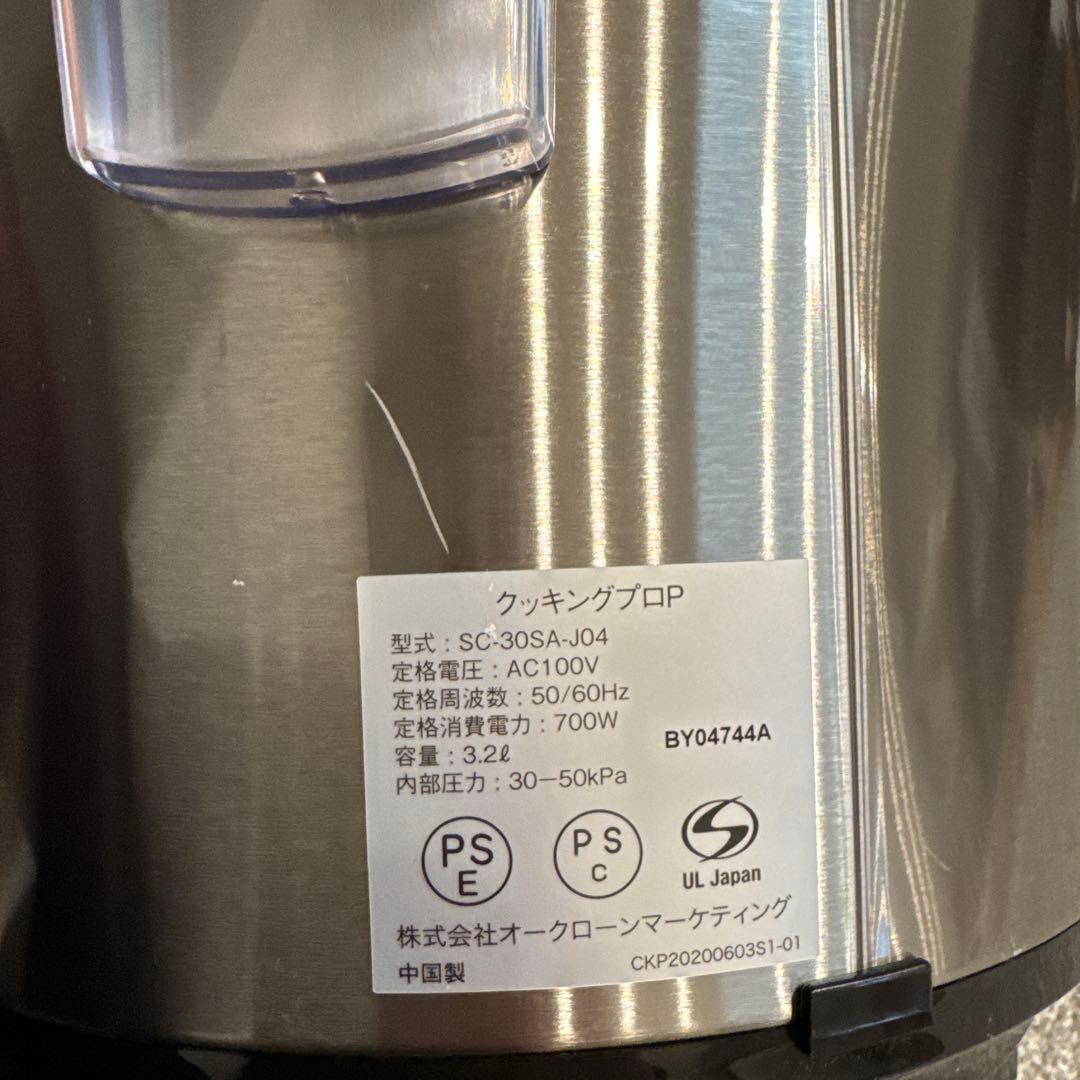 クッキングプロP
型式：SC-30SA-J04
定格電圧：AC100V
定格周波数：50/60Hz
定格消費電力：700W
容量：3.2ℓ
内部圧力：30−50kPa
BY04744A
PS
E
PS
C
UL Japan
株式会社オークローンマーケティング
中国製
CKP20200603S1-01